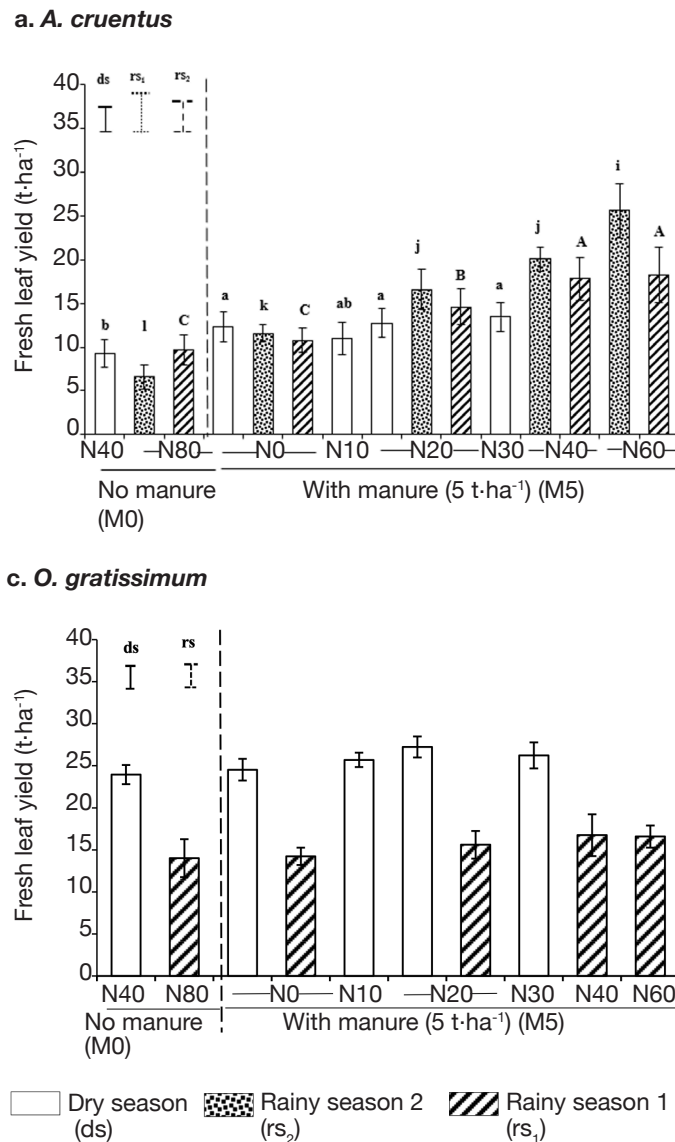 a. A. cruentus
ds rs₁ rs₂
Fresh leaf yield (t·ha⁻¹)
40
35
30
25
20
15
10
5
0
b l C a k C ab a j B a j A i A
N40 N80 N0 N10 N20 N30 N40 N60
No manure (M0)
With manure (5 t·ha⁻¹) (M5)
c. O. gratissimum
ds rs
Fresh leaf yield (t·ha⁻¹)
40
35
30
25
20
15
10
5
0
N40 N80 N0 N10 N20 N30 N40 N60
No manure (M0)
With manure (5 t·ha⁻¹) (M5)
Dry season (ds)
Rainy season 2 (rs₂)
Rainy season 1 (rs₁)